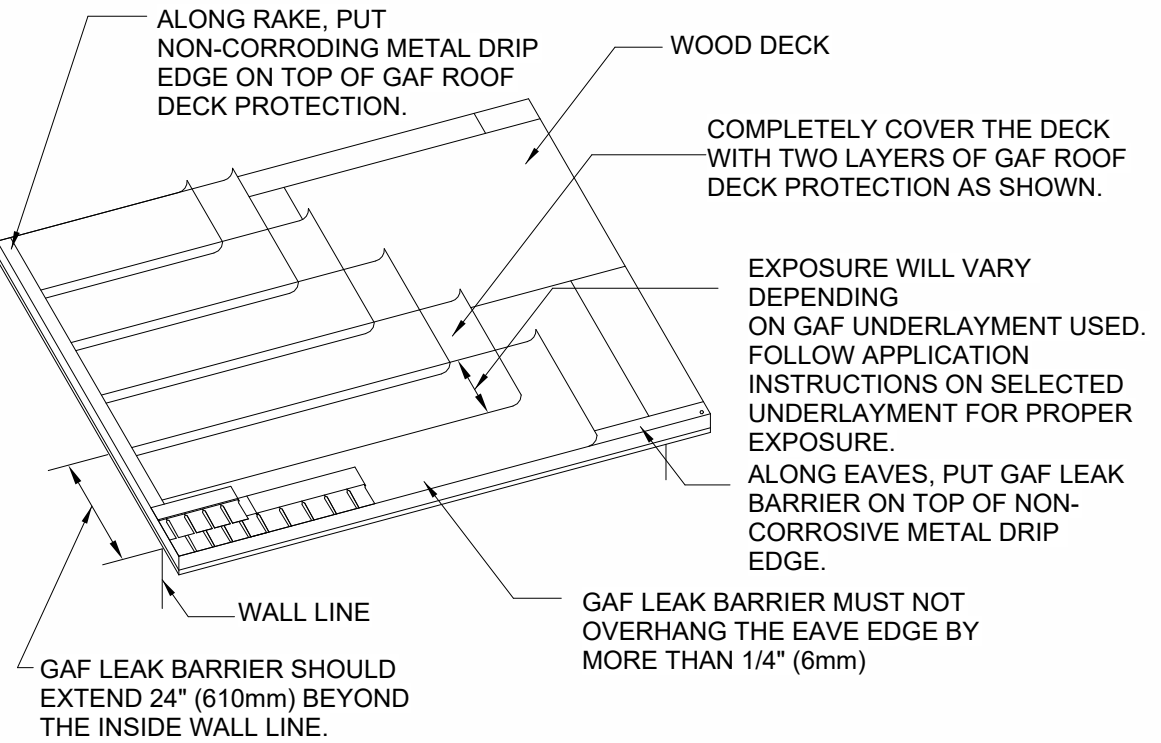 ALONG RAKE, PUT
NON-CORRODING METAL DRIP
EDGE ON TOP OF GAF ROOF
DECK PROTECTION.
WOOD DECK
COMPLETELY COVER THE DECK
WITH TWO LAYERS OF GAF ROOF
DECK PROTECTION AS SHOWN.
EXPOSURE WILL VARY
DEPENDING
ON GAF UNDERLAYMENT USED.
FOLLOW APPLICATION
INSTRUCTIONS ON SELECTED
UNDERLAYMENT FOR PROPER
EXPOSURE.
ALONG EAVES, PUT GAF LEAK
BARRIER ON TOP OF NON-
CORROSIVE METAL DRIP
EDGE.
GAF LEAK BARRIER MUST NOT
OVERHANG THE EAVE EDGE BY
MORE THAN 1/4" (6mm)
WALL LINE
GAF LEAK BARRIER SHOULD
EXTEND 24" (610mm) BEYOND
THE INSIDE WALL LINE.